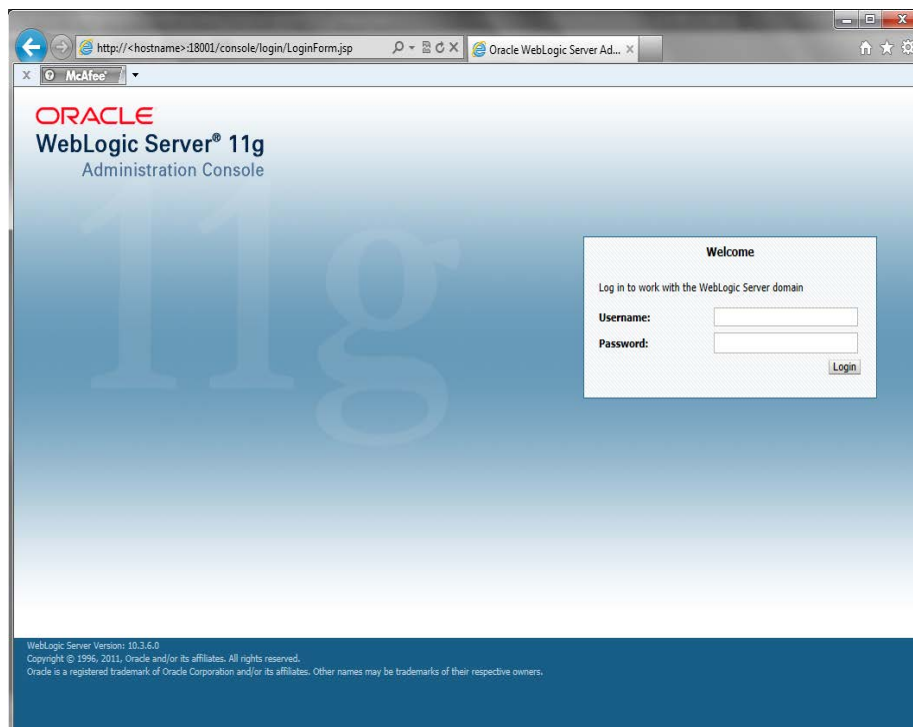 http://<hostname>:18001/console/login/LoginForm.jsp
Oracle WebLogic Server Ad...
McAfee
ORACLE
WebLogic Server® 11g
Administration Console
11g
Welcome
Log in to work with the WebLogic Server domain
Username:
Password:
Login
WebLogic Server Version: 10.3.6.0
Copyright © 1996, 2011, Oracle and/or its affiliates. All rights reserved.
Oracle is a registered trademark of Oracle Corporation and/or its affiliates. Other names may be trademarks of their respective owners.